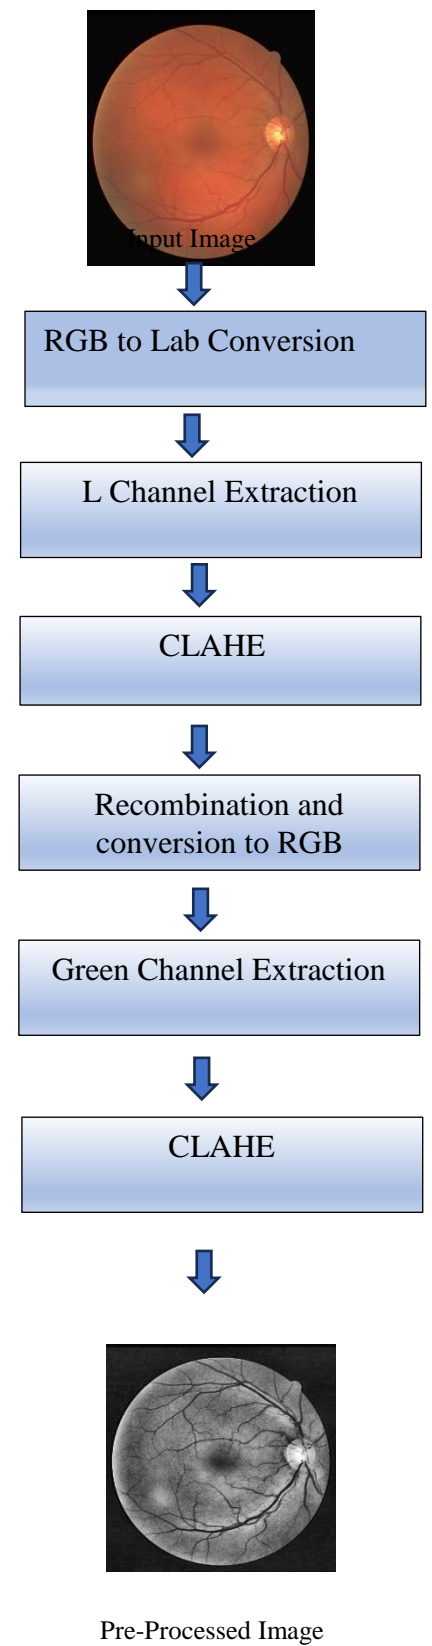 Input Image
RGB to Lab Conversion
L Channel Extraction
CLAHE
Recombination and
conversion to RGB
Green Channel Extraction
CLAHE
Pre-Processed Image